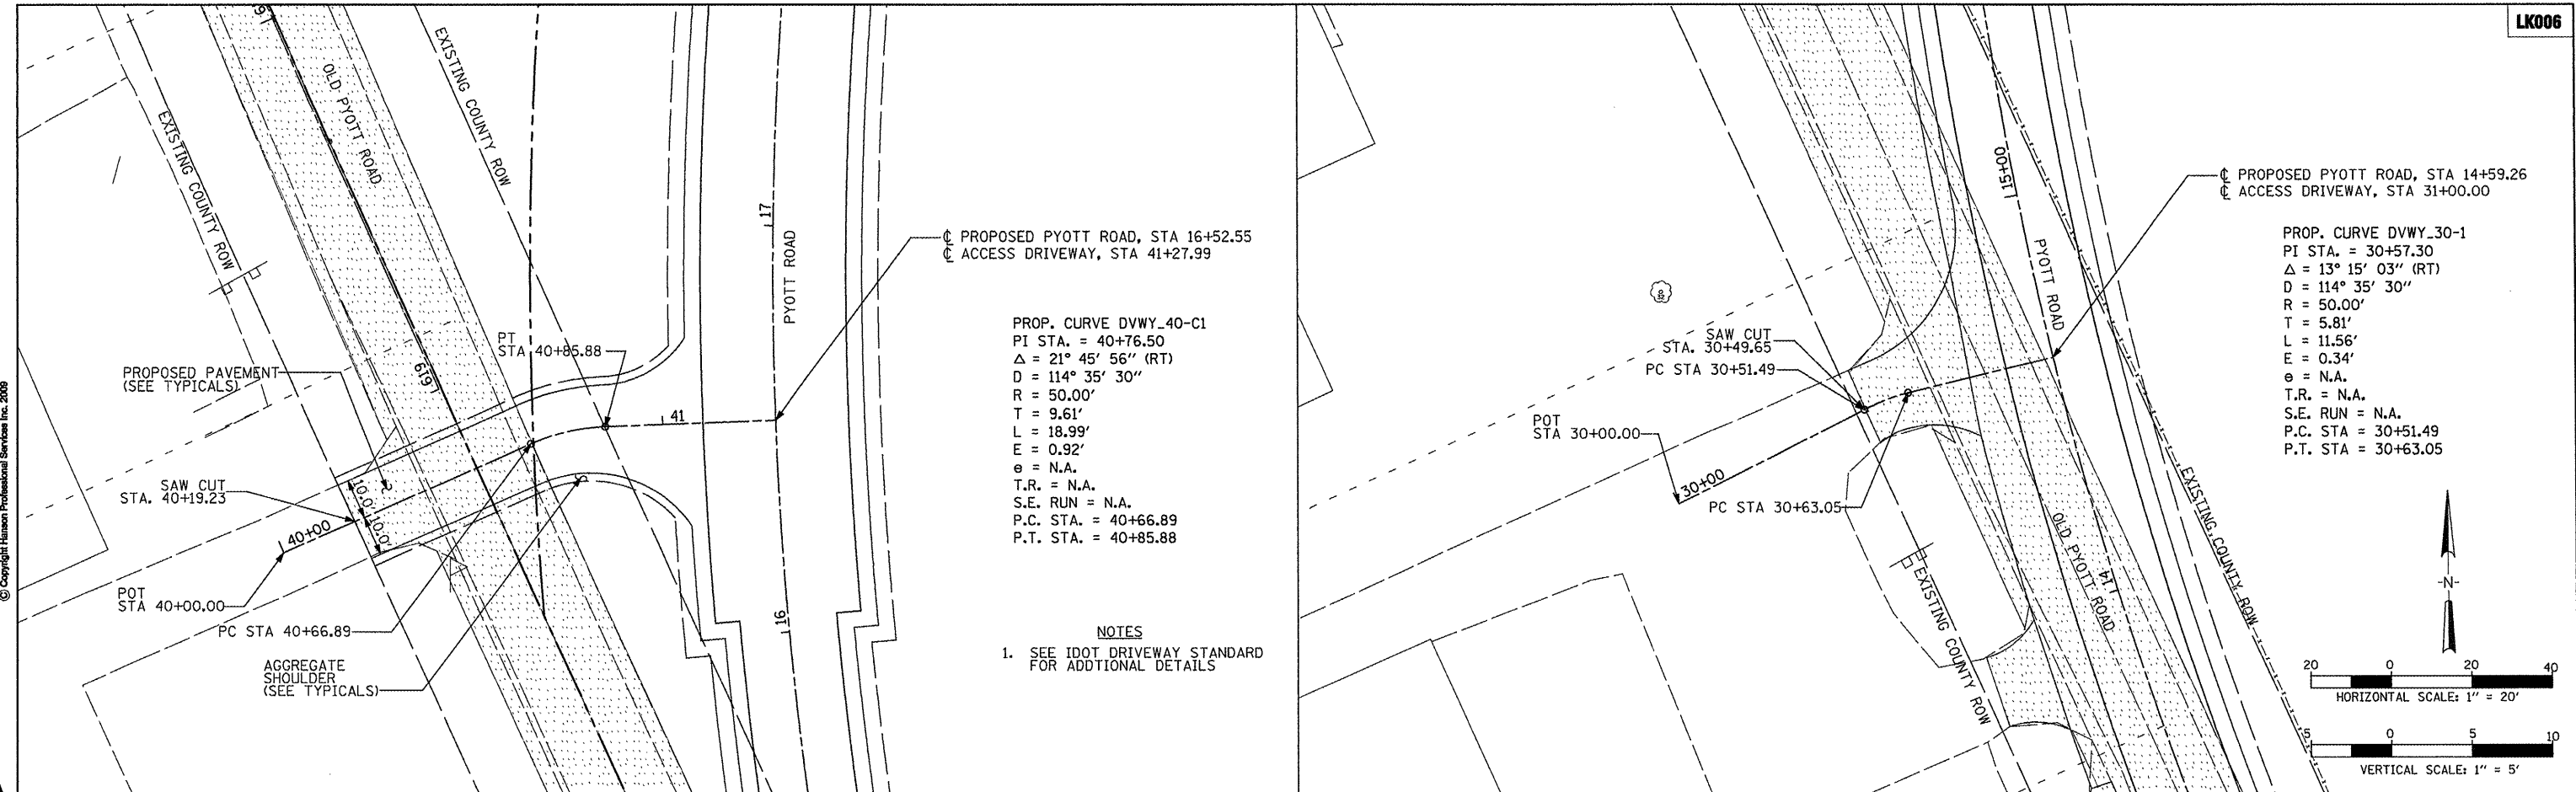 LK006
EXISTING COUNTY ROW
OLD PYOTT ROAD
EXISTING COUNTY ROW
619
17
PYOTT ROAD
16
℄ PROPOSED PYOTT ROAD, STA 16+52.55
℄ ACCESS DRIVEWAY, STA 41+27.99
PT
STA 40+85.88
41
PROPOSED PAVEMENT
(SEE TYPICALS)
SAW CUT
STA. 40+19.23
10.0'
10.0'
40+00
POT
STA 40+00.00
PC STA 40+66.89
AGGREGATE
SHOULDER
(SEE TYPICALS)
PROP. CURVE DVWY_40-C1
PI STA. = 40+76.50
Δ = 21° 45' 56" (RT)
D = 114° 35' 30"
R = 50.00'
T = 9.61'
L = 18.99'
E = 0.92'
e = N.A.
T.R. = N.A.
S.E. RUN = N.A.
P.C. STA. = 40+66.89
P.T. STA. = 40+85.88
NOTES
1. SEE IDOT DRIVEWAY STANDARD
FOR ADDTIONAL DETAILS
© Copyright Hanson Professional Services Inc. 2009
15+00
PYOTT ROAD
℄ PROPOSED PYOTT ROAD, STA 14+59.26
℄ ACCESS DRIVEWAY, STA 31+00.00
SAW CUT
STA. 30+49.65
PC STA 30+51.49
POT
STA 30+00.00
30+00
PC STA 30+63.05
EXISTING COUNTY ROW
OLD PYOTT ROAD
14
EXISTING COUNTY ROW
PROP. CURVE DVWY_30-1
PI STA. = 30+57.30
Δ = 13° 15' 03" (RT)
D = 114° 35' 30"
R = 50.00'
T = 5.81'
L = 11.56'
E = 0.34'
e = N.A.
T.R. = N.A.
S.E. RUN = N.A.
P.C. STA = 30+51.49
P.T. STA = 30+63.05
-N-
20 0 20 40
HORIZONTAL SCALE: 1" = 20'
5 0 5 10
VERTICAL SCALE: 1" = 5'